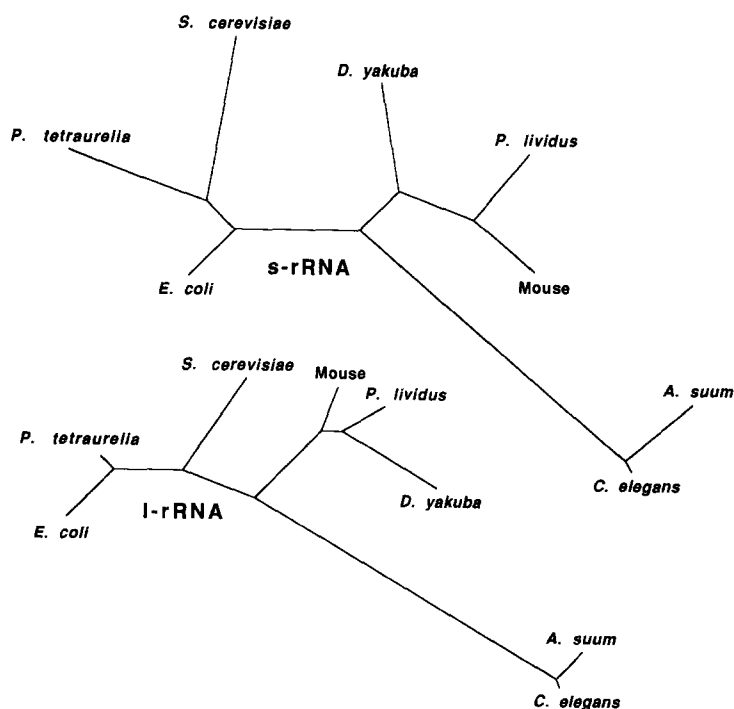 S. cerevisiae
D. yakuba
P. tetraurelia
P. lividus
s-rRNA
E. coli
Mouse
S. cerevisiae
Mouse
P. lividus
A. suum
P. tetraurelia
C. elegans
D. yakuba
l-rRNA
E. coli
A. suum
C. elegans